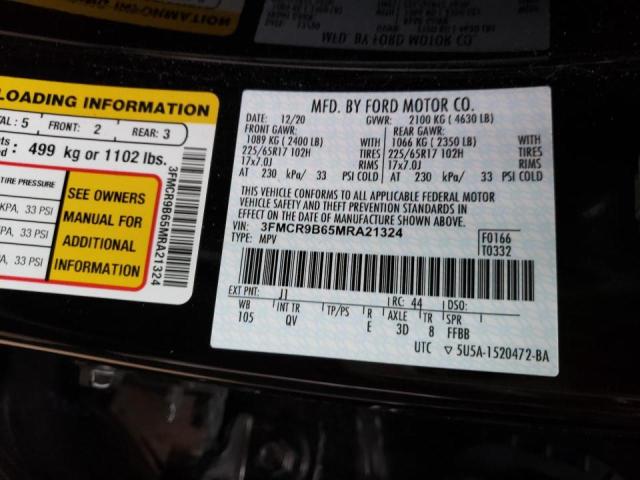 MFD. BY FORD MOTOR CO.
LOADING INFORMATION
TOTAL: 5 FRONT: 2 REAR: 3
499 kg or 1102 lbs.
TIRE PRESSURE
KPA, 33 PSI
KPA, 33 PSI
KPA, 33 PSI
SEE OWNERS
MANUAL FOR
ADDITIONAL
INFORMATION
3FMCR9B65MRA21324
MFD. BY FORD MOTOR CO.
DATE: 12/20 GVWR: 2100 KG ( 4630 LB)
FRONT GAWR: REAR GAWR:
1089 KG ( 2400 LB) WITH 1066 KG ( 2350 LB) WITH
225/65R17 102H TIRES 225/65R17 102H TIRES
17x7.0J RIMS 17x7.0J RIMS
AT 230 kPa/ 33 PSI COLD AT 230 kPa/ 33 PSI COLD
THIS VEHICLE CONFORMS TO ALL APPLICABLE FEDERAL MOTOR
VEHICLE SAFETY AND THEFT PREVENTION STANDARDS IN
EFFECT ON THE DATE OF MANUFACTURE SHOWN ABOVE.
VIN: 3FMCR9B65MRA21324
TYPE: MPV
F0166
T0332
EXT PNT: J1 RC: 44 DSO:
WB INT TR TP/PS R AXLE TR SPR
105 QV E 3D 8 FFBB
UTC ▽ 5U5A-1520472-BA